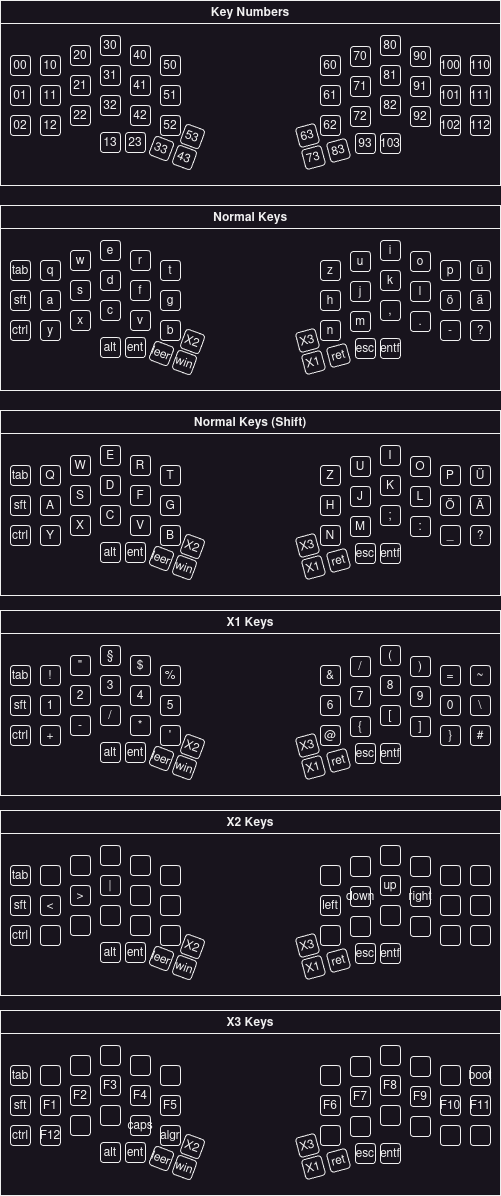 Key Numbers
30
20 40 80
00 10 50 70 90
60 100 110
31
21 41 81
01 11 51 71 91
61 101 111
32
22 42 82
02 12 52 72 92
53 63 62 102 112
13 23 33 43 73 83 93 103
Normal Keys
e i
w r u o
tab q t z p ü
d k
s f j l
sft a g h ö ä
c ,
x v m .
ctrl y b X2 X3 n - ?
alt ent eer win X1 ret esc entf
Normal Keys (Shift)
E I
W R U O
tab Q T Z P Ü
D K
S F J L
sft A G H Ö Ä
C ;
X V M :
ctrl Y B X2 X3 N _ ?
alt ent eer win X1 ret esc entf
X1 Keys
§ (
" $ / )
tab ! % & = ~
3 8
2 4 7 9
sft 1 5 6 0 \
/ [
- * { ]
ctrl + ' X2 X3 @ } #
alt ent eer win X1 ret esc entf
X2 Keys
tab
| up
> down right
sft < left
ctrl X2 X3
alt ent eer win X1 ret esc entf
X3 Keys
tab boot
F3 F8
F2 F4 F7 F9
sft F1 F5 F6 F10 F11
caps
ctrl F12 algr X2 X3
alt ent eer win X1 ret esc entf